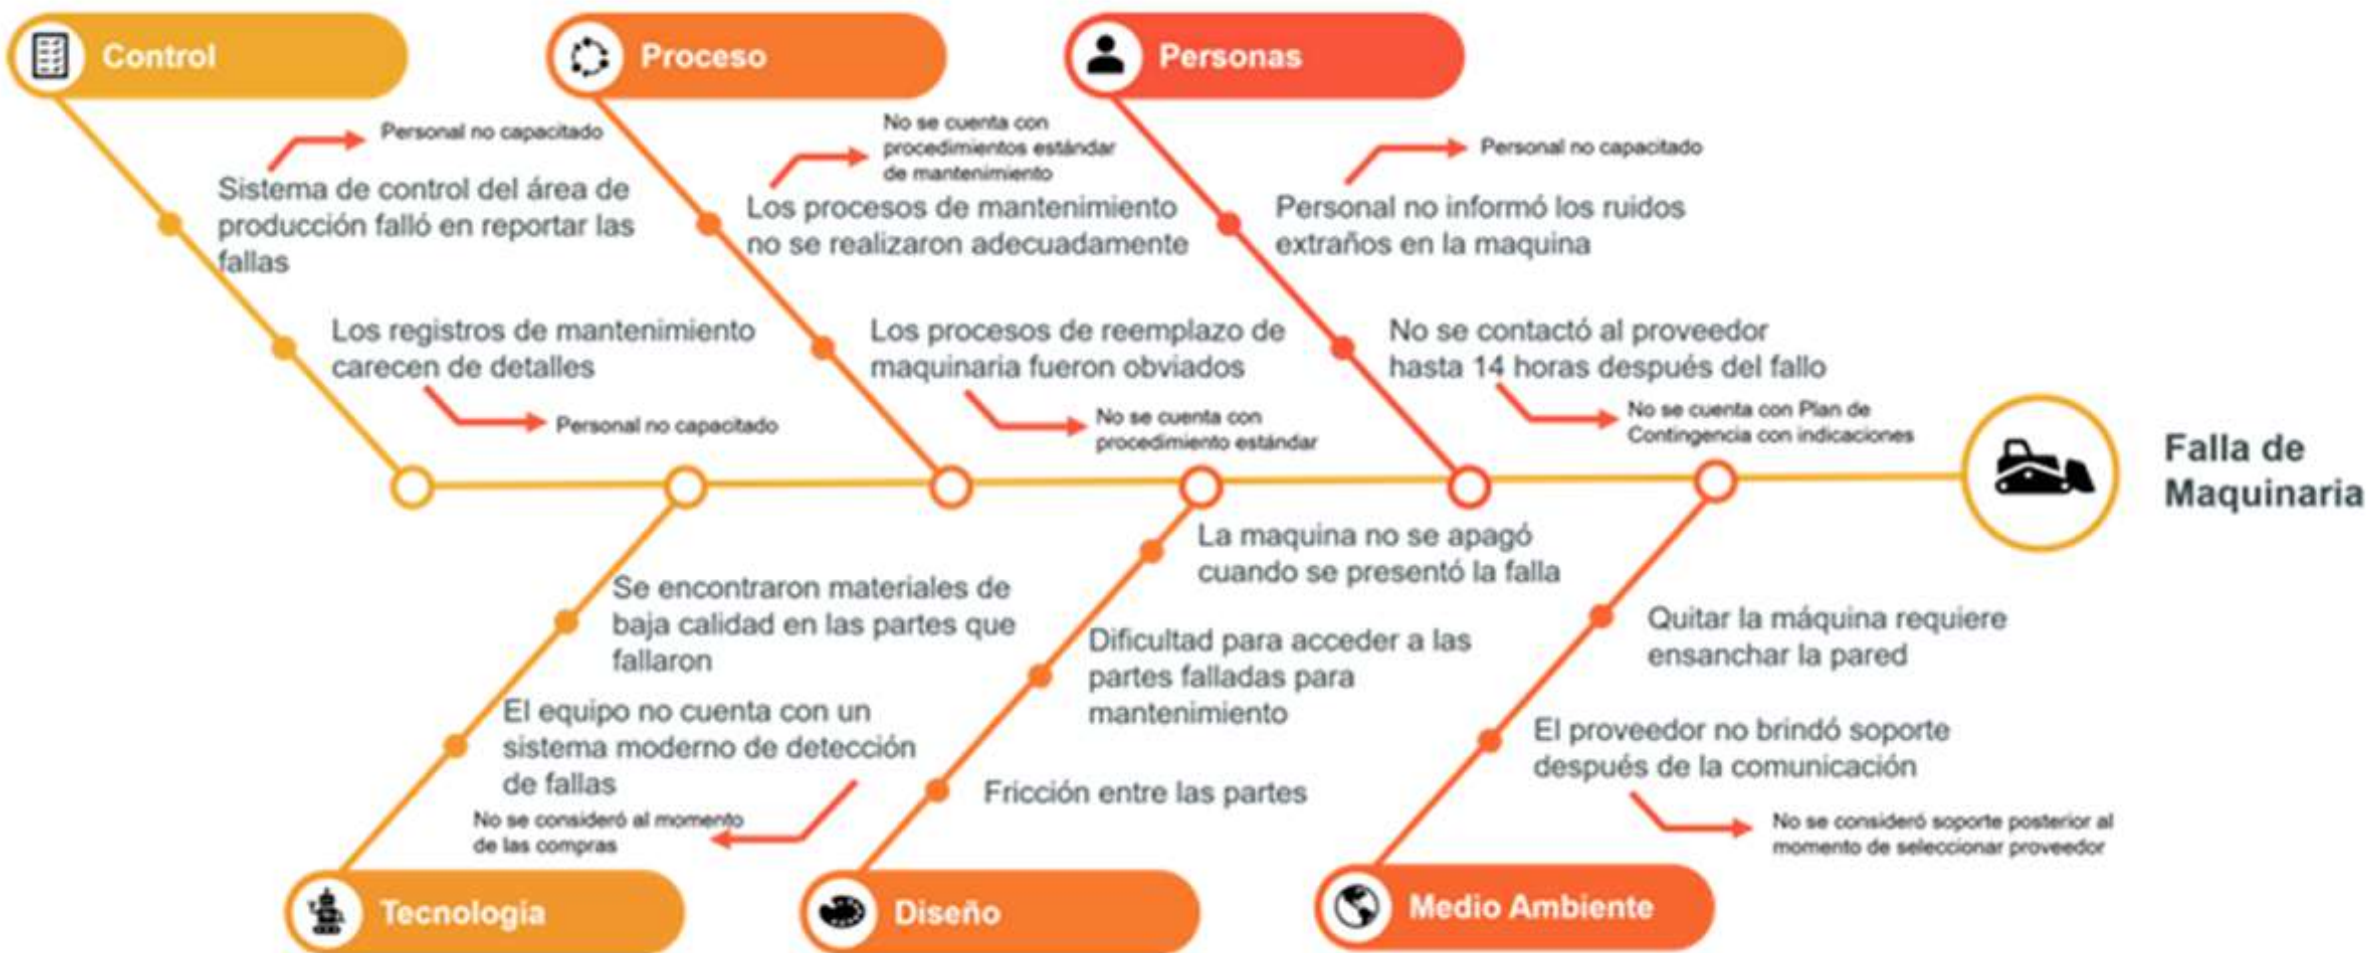 Control
Proceso
Personas
Personal no capacitado
Sistema de control del área de
producción falló en reportar las
fallas
Los registros de mantenimiento
carecen de detalles
Personal no capacitado
No se cuenta con
procedimientos estándar
de mantenimiento
Los procesos de mantenimiento
no se realizaron adecuadamente
Los procesos de reemplazo de
maquinaria fueron obviados
No se cuenta con
procedimiento estándar
Personal no capacitado
Personal no informó los ruidos
extraños en la maquina
No se contactó al proveedor
hasta 14 horas después del fallo
No se cuenta con Plan de
Contingencia con indicaciones
Falla de
Maquinaria
Se encontraron materiales de
baja calidad en las partes que
fallaron
El equipo no cuenta con un
sistema moderno de detección
de fallas
No se consideró al momento
de las compras
La maquina no se apagó
cuando se presentó la falla
Dificultad para acceder a las
partes falladas para
mantenimiento
Fricción entre las partes
Quitar la máquina requiere
ensanchar la pared
El proveedor no brindó soporte
después de la comunicación
No se consideró soporte posterior al
momento de seleccionar proveedor
Tecnologia
Diseño
Medio Ambiente